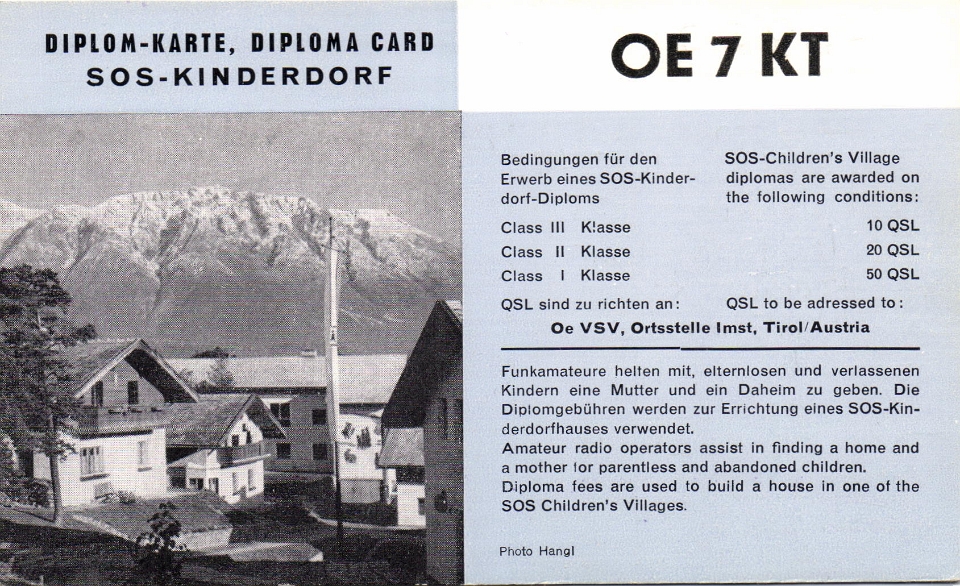 DIPLOM-KARTE, DIPLOMA CARD
SOS-KINDERDORF
OE 7 KT
Bedingungen für den
Erwerb eines SOS-Kinder-
dorf-Diploms
SOS-Children's Village
diplomas are awarded on
the following conditions:
Class III Klasse 10 QSL
Class II Klasse 20 QSL
Class I Klasse 50 QSL
QSL sind zu richten an: QSL to be adressed to:
Oe VSV, Ortsstelle Imst, Tirol/Austria
Funkamateure helfen mit, elternlosen und verlassenen
Kindern eine Mutter und ein Daheim zu geben. Die
Diplomgebühren werden zur Errichtung eines SOS-Kin-
derdorfhauses verwendet.
Amateur radio operators assist in finding a home and
a mother for parentless and abandoned children.
Diploma fees are used to build a house in one of the
SOS Children's Villages.
Photo Hangl